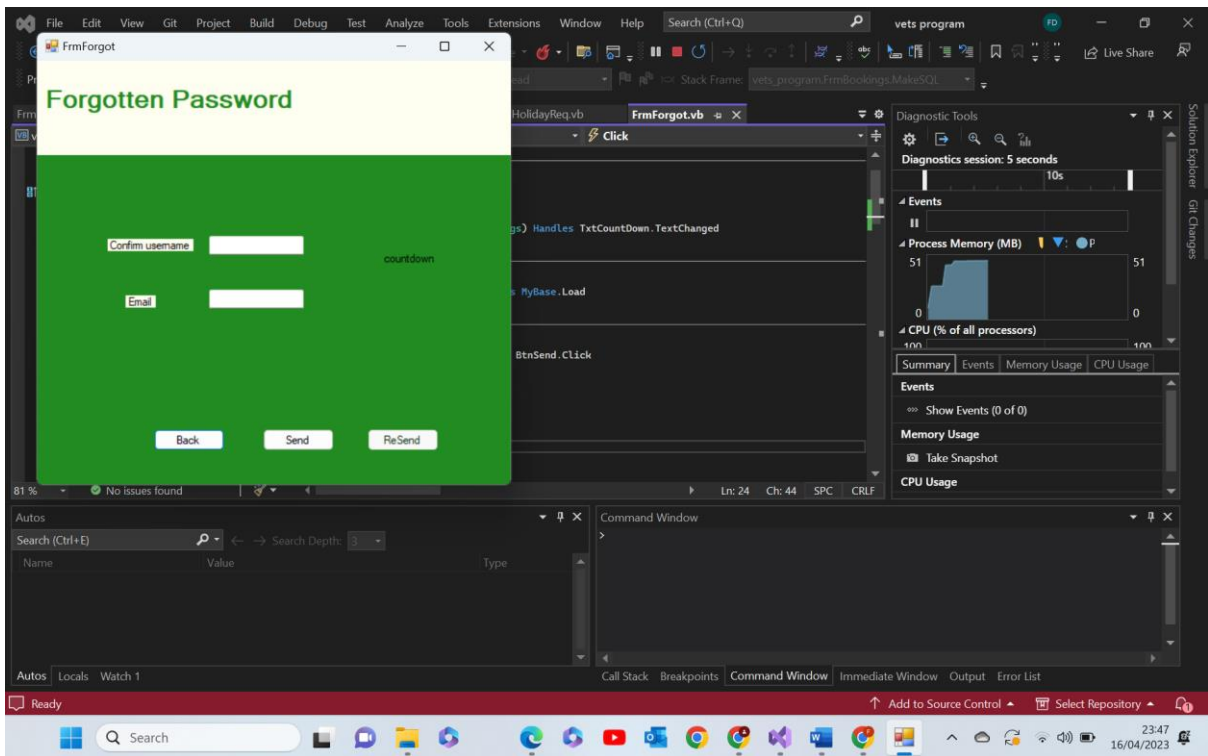 File Edit View Git Project Build Debug Test Analyze Tools Extensions Window Help Search (Ctrl+Q) vets program FD
FrmForgot
Live Share
Stack Frame: vets_program.FrmBookings.MakeSQL
Forgotten Password
HolidayReq.vb FrmForgot.vb
Click
Diagnostic Tools
Diagnostics session: 5 seconds
10s
Events
Handles TxtCountDown.TextChanged
Process Memory (MB) P
51 51
0 0
MyBase.Load
CPU (% of all processors)
100 100
BtnSend.Click
Summary Events Memory Usage CPU Usage
Events
Show Events (0 of 0)
Memory Usage
Take Snapshot
CPU Usage
Confirm username
countdown
Email
Back Send ReSend
81 % No issues found Ln: 24 Ch: 44 SPC CRLF
Solution Explorer
Git Changes
Autos
Search (Ctrl+E) Search Depth: 3
Name Value Type
Command Window
>
Autos Locals Watch 1
Call Stack Breakpoints Command Window Immediate Window Output Error List
Ready Add to Source Control Select Repository
Search
23:47
16/04/2023